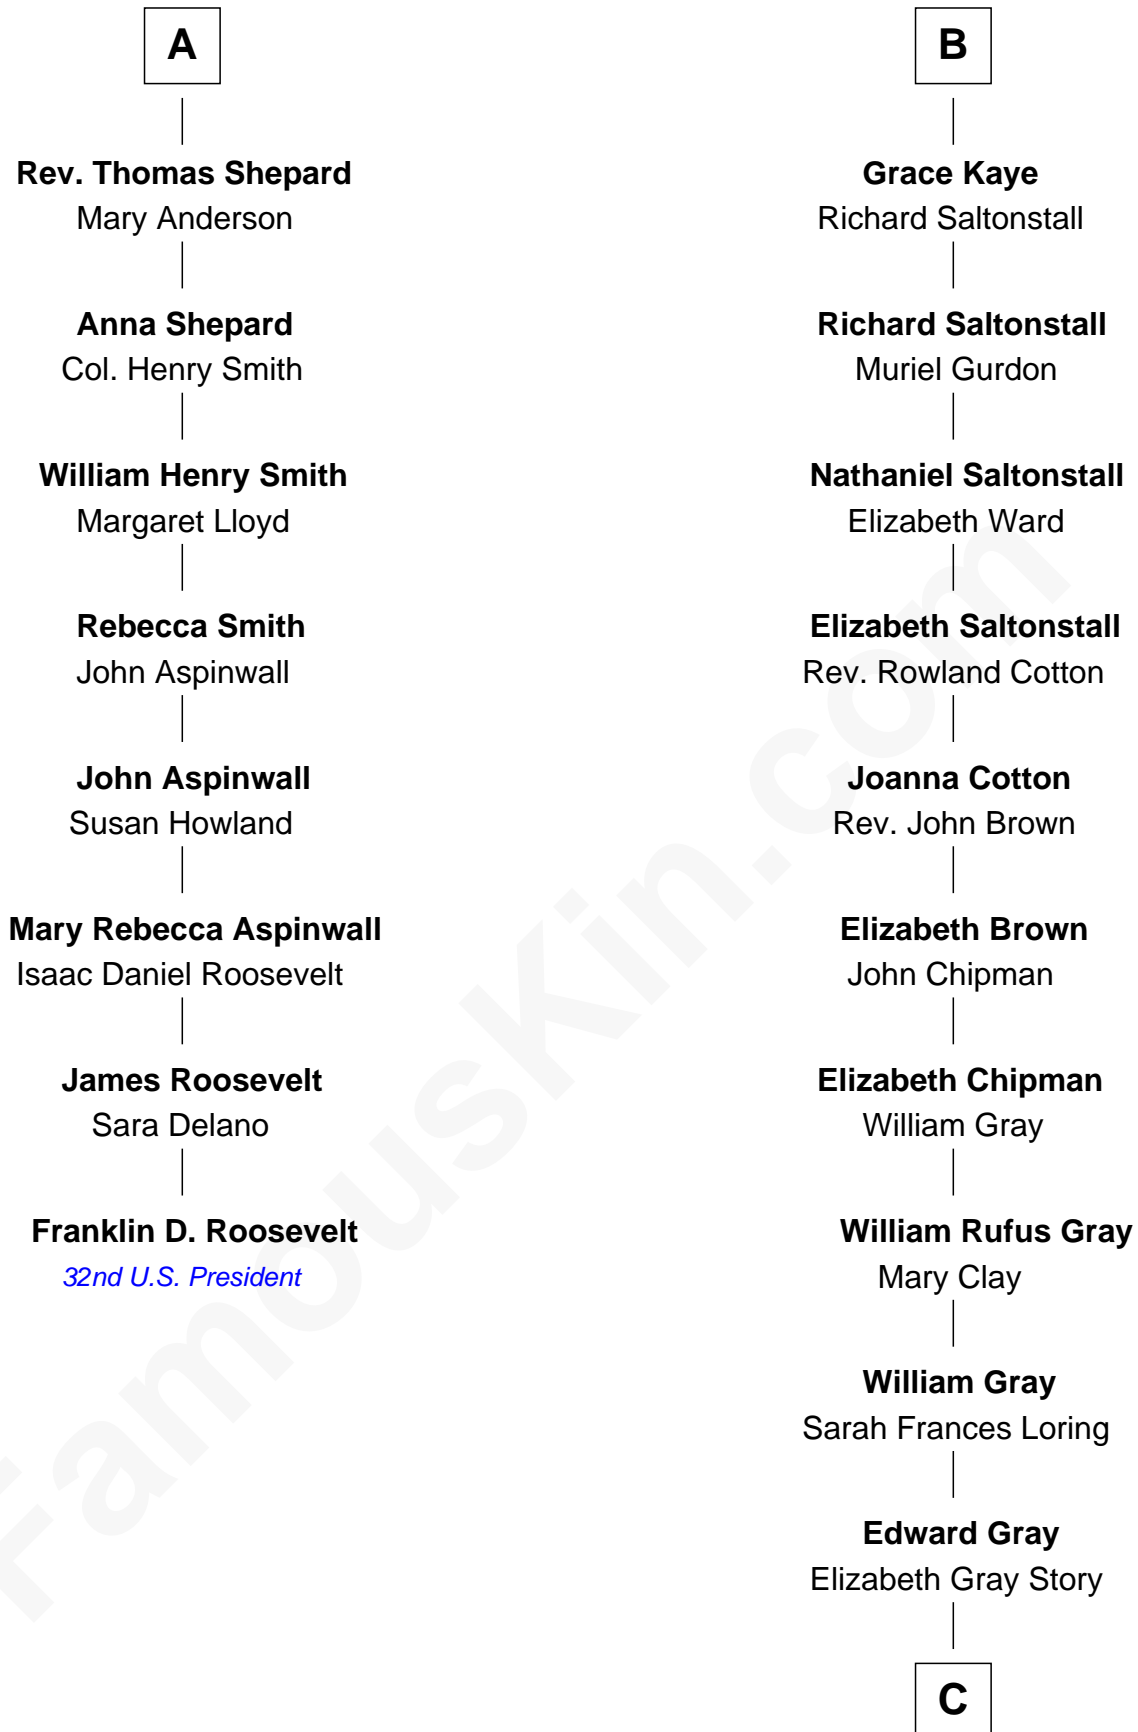 A
Rev. Thomas Shepard
Mary Anderson
Anna Shepard
Col. Henry Smith
William Henry Smith
Margaret Lloyd
Rebecca Smith
John Aspinwall
John Aspinwall
Susan Howland
Mary Rebecca Aspinwall
Isaac Daniel Roosevelt
James Roosevelt
Sara Delano
Franklin D. Roosevelt
32nd U.S. President
B
Grace Kaye
Richard Saltonstall
Richard Saltonstall
Muriel Gurdon
Nathaniel Saltonstall
Elizabeth Ward
Elizabeth Saltonstall
Rev. Rowland Cotton
Joanna Cotton
Rev. John Brown
Elizabeth Brown
John Chipman
Elizabeth Chipman
William Gray
William Rufus Gray
Mary Clay
William Gray
Sarah Frances Loring
Edward Gray
Elizabeth Gray Story
C
FamousKin.com